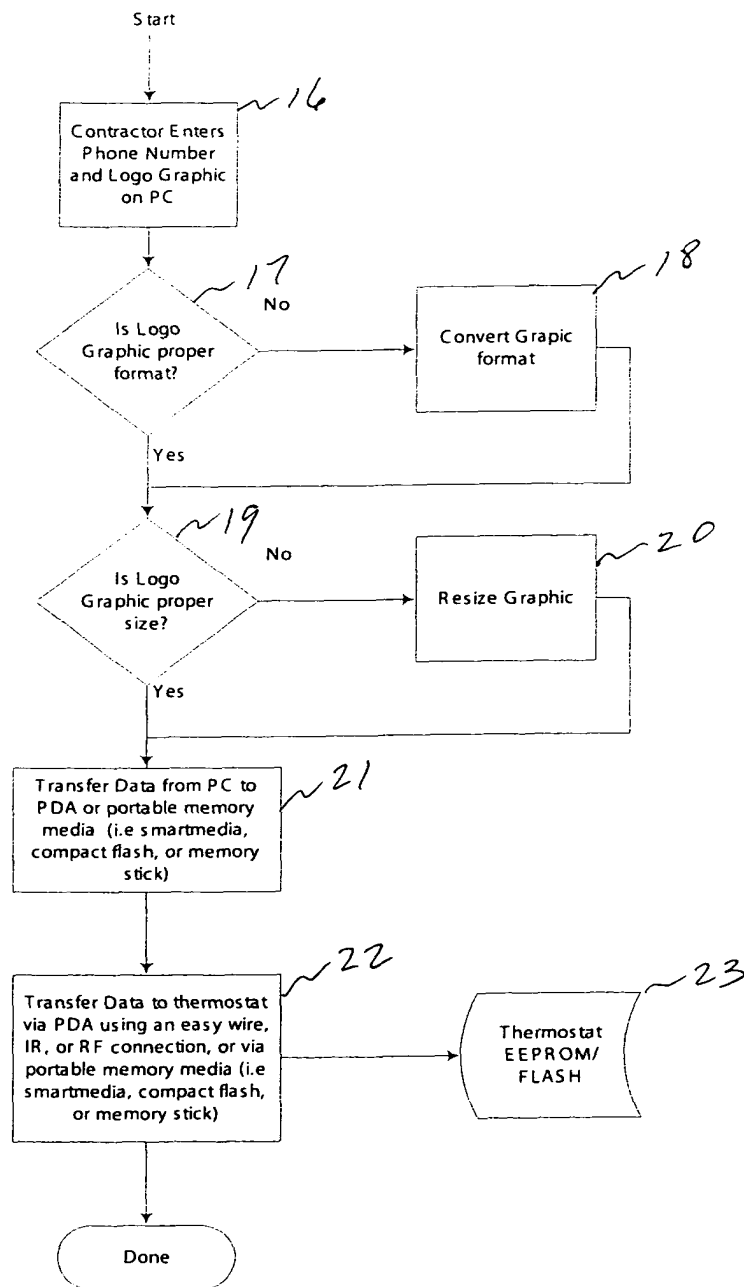 Start
16
Contractor Enters
Phone Number
and Logo Graphic
on PC
17
No
18
Is Logo
Graphic proper
format?
Convert Grapic
format
Yes
19
No
20
Is Logo
Graphic proper
size?
Resize Graphic
Yes
21
Transfer Data from PC to
PDA or portable memory
media (i.e smartmedia,
compact flash, or memory
stick)
22
23
Transfer Data to thermostat
via PDA using an easy wire,
IR, or RF connection, or via
portable memory media (i.e
smartmedia, compact flash,
or memory stick)
Thermostat
EEPROM/
FLASH
Done